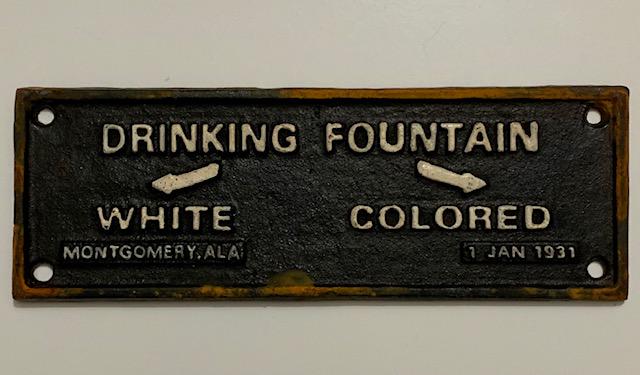 DRINKING FOUNTAIN
WHITE COLORED
MONTGOMERY, ALA 1 JAN 1931